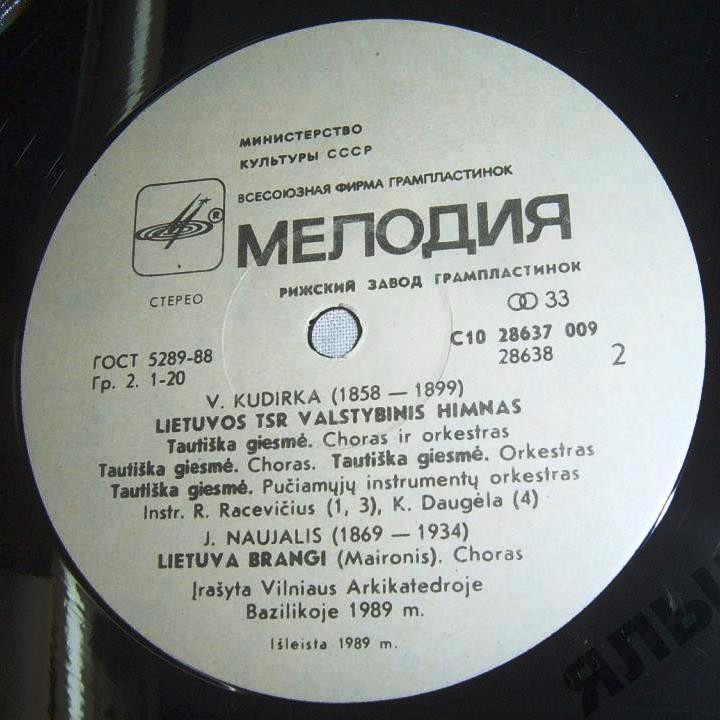 МИНИСТЕРСТВО
КУЛЬТУРЫ СССР
ВСЕСОЮЗНАЯ ФИРМА ГРАМПЛАСТИНОК
®
МЕЛОДИЯ
РИЖСКИЙ ЗАВОД ГРАМПЛАСТИНОК
СТЕРЕО
33
ГОСТ 5289-88
Гр. 2. 1-20
С10 28637 009
28638
2
V. KUDIRKA (1858 — 1899)
LIETUVOS TSR VALSTYBINIS HIMNAS
Tautiška giesmė. Choras ir orkestras
Tautiška giesmė. Choras. Tautiška giesmė. Orkestras
Tautiška giesmė. Pučiamųjų instrumentų orkestras
Instr. R. Racevičius (1, 3), K. Daugėla (4)
J. NAUJALIS (1869 — 1934)
LIETUVA BRANGI (Maironis). Choras
Įrašyta Vilniaus Arkikatedroje
Bazilikoje 1989 m.
Išleista 1989 m.